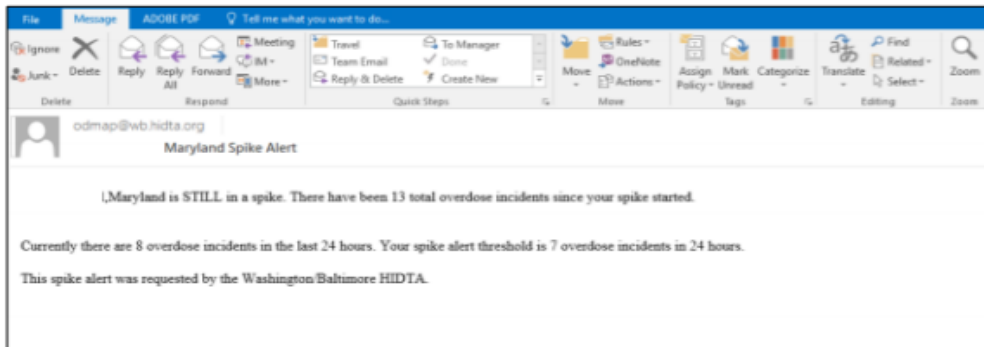 File Message ADOBE PDF Tell me what you want to do...
Ignore
Junk
Delete
Reply
Reply All
Forward
Meeting
IM
More
Travel
Team Email
Reply & Delete
To Manager
Done
Create New
Move
Rules
OneNote
Actions
Assign Policy
Mark Unread
Categorize
Translate
Find
Related
Select
Zoom
Delete Respond Quick Steps Move Tags Editing Zoom
odmap@wb.hidta.org
Maryland Spike Alert
,Maryland is STILL in a spike. There have been 13 total overdose incidents since your spike started.
Currently there are 8 overdose incidents in the last 24 hours. Your spike alert threshold is 7 overdose incidents in 24 hours.
This spike alert was requested by the Washington/Baltimore HIDTA.